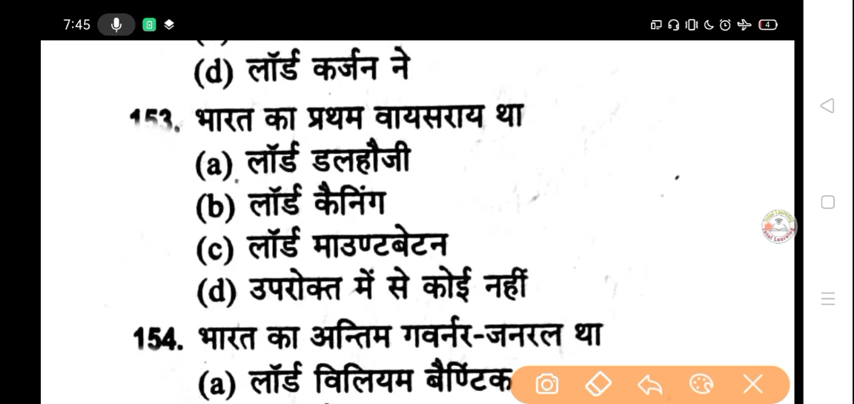 7:45
4
(d) लॉर्ड कर्जन ने
153. भारत का प्रथम वायसराय था
(a) लॉर्ड डलहौजी
(b) लॉर्ड कैनिंग
(c) लॉर्ड माउण्टबेटन
(d) उपरोक्त में से कोई नहीं
154. भारत का अन्तिम गवर्नर-जनरल था
(a) लॉर्ड विलियम बैण्टिक